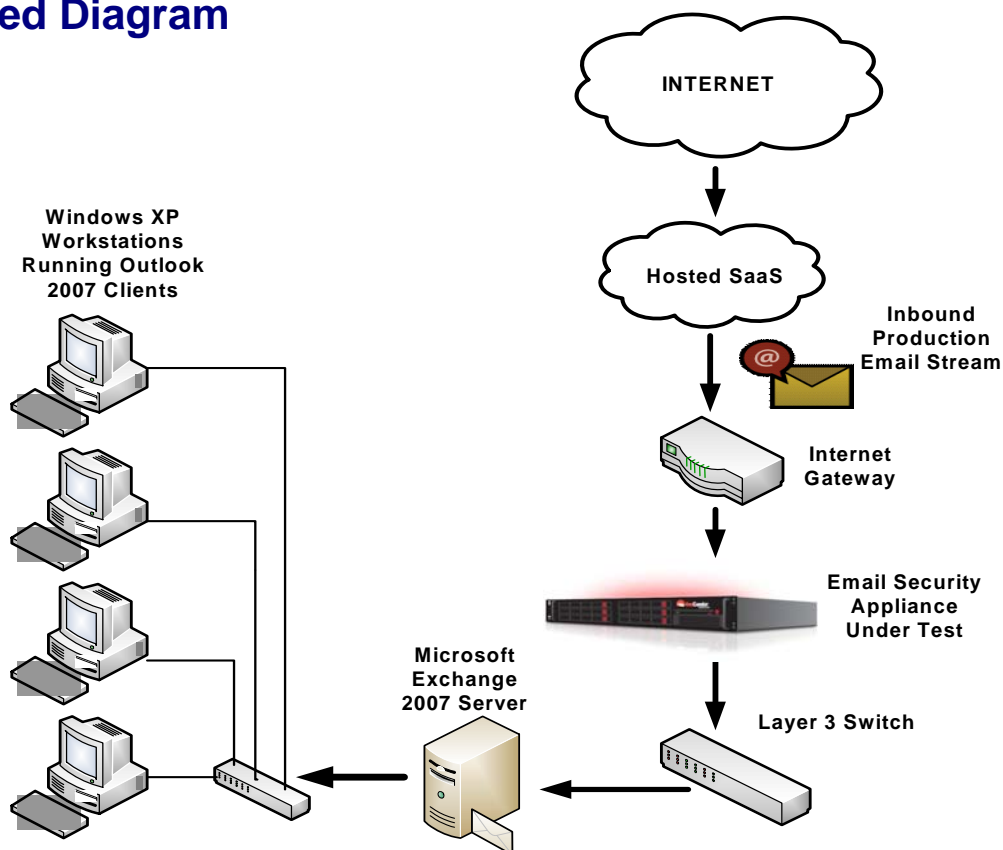 ed Diagram
INTERNET
Hosted SaaS
Inbound
Production
Email Stream
@
Internet
Gateway
Email Security
Appliance
Under Test
Layer 3 Switch
Microsoft
Exchange
2007 Server
Windows XP
Workstations
Running Outlook
2007 Clients